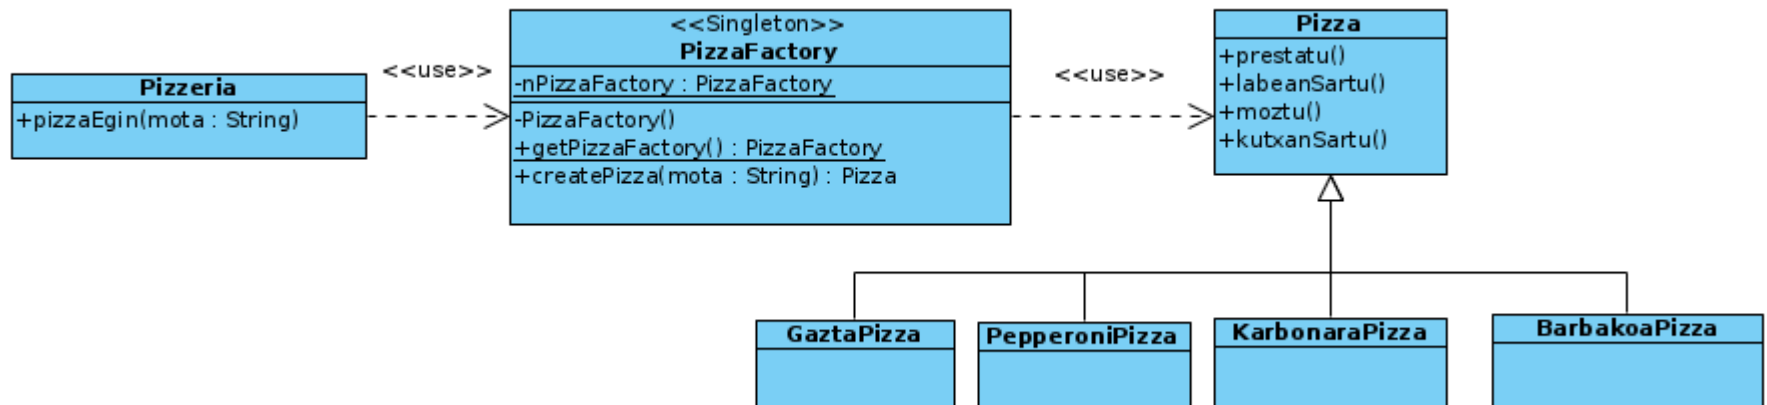 Pizzeria
+pizzaEgin(mota : String)
<<use>>
<<Singleton>>
PizzaFactory
-nPizzaFactory : PizzaFactory
-PizzaFactory()
+getPizzaFactory() : PizzaFactory
+createPizza(mota : String) : Pizza
<<use>>
Pizza
+prestatu()
+labeanSartu()
+moztu()
+kutxanSartu()
GaztaPizza
PepperoniPizza
KarbonaraPizza
BarbakoaPizza